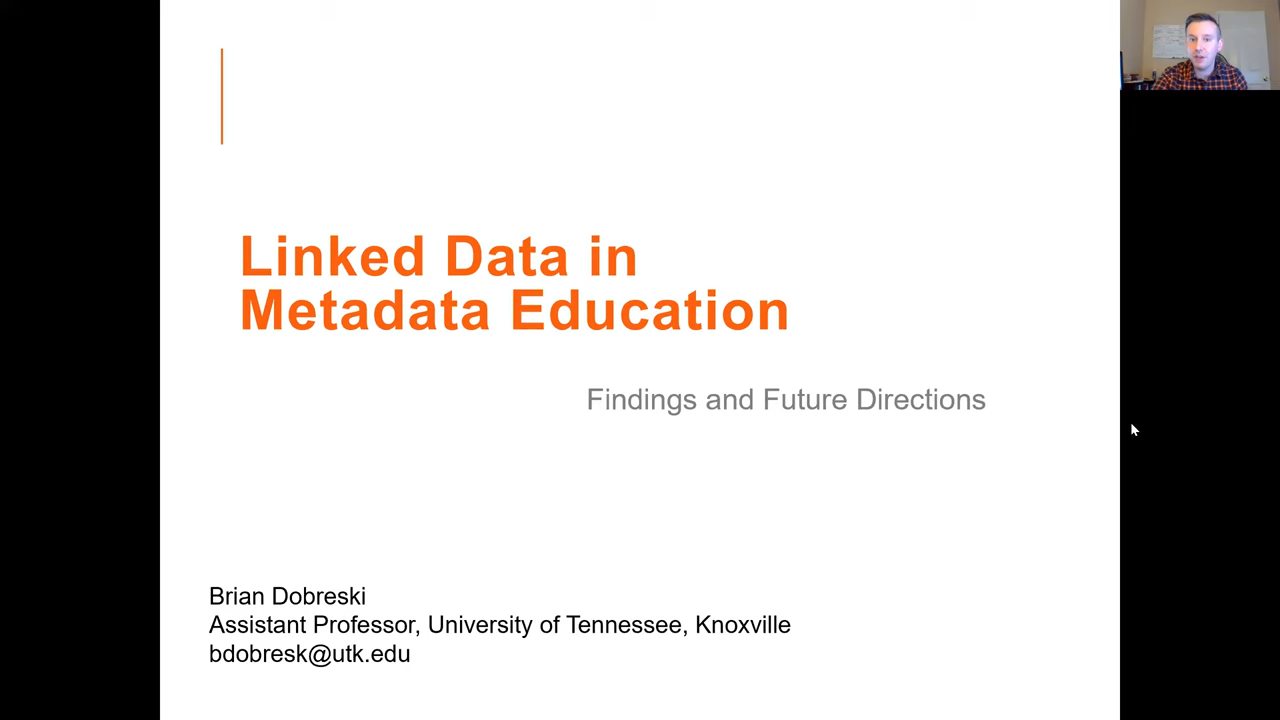 Linked Data in
Metadata Education
Findings and Future Directions
Brian Dobreski
Assistant Professor, University of Tennessee, Knoxville
bdobresk@utk.edu